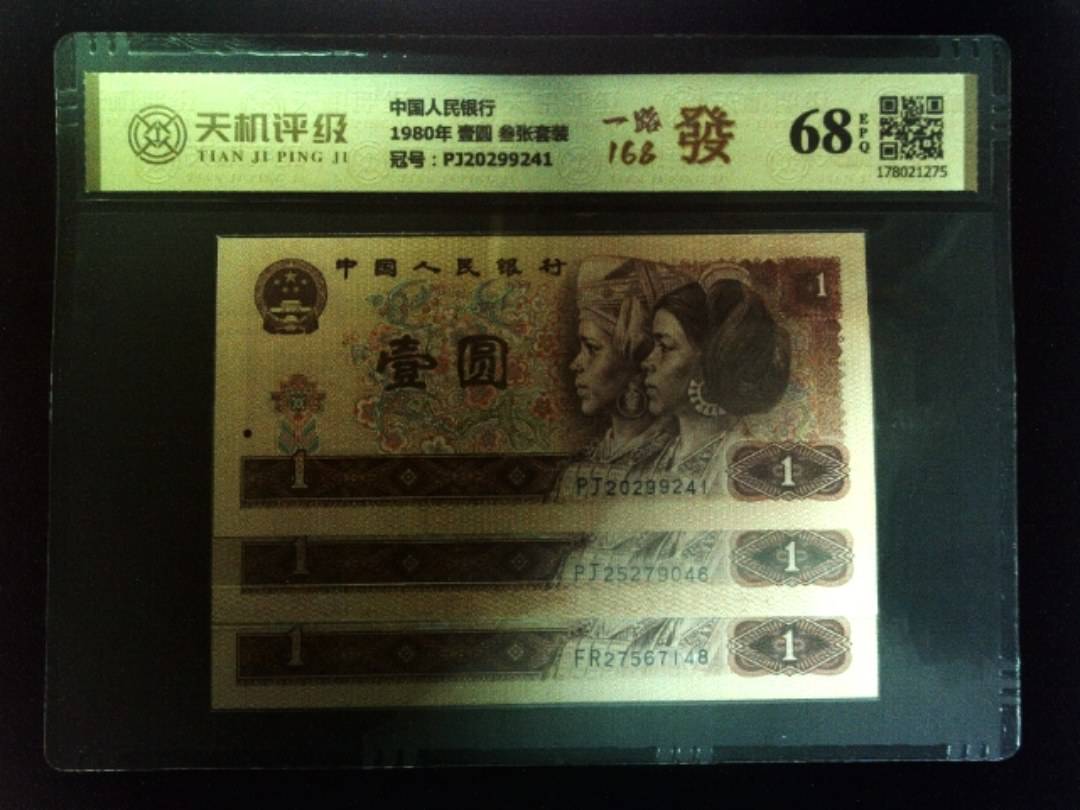 天机评级
TIAN JI PING JI
中国人民银行
1980年 壹圆 叁张套装
冠号：PJ20299241
一路
168
發
68
EPQ
178021275
中国人民银行
1
壹圆
1
PJ20299241
1
1
PJ25279046
1
1
FR27567148
1